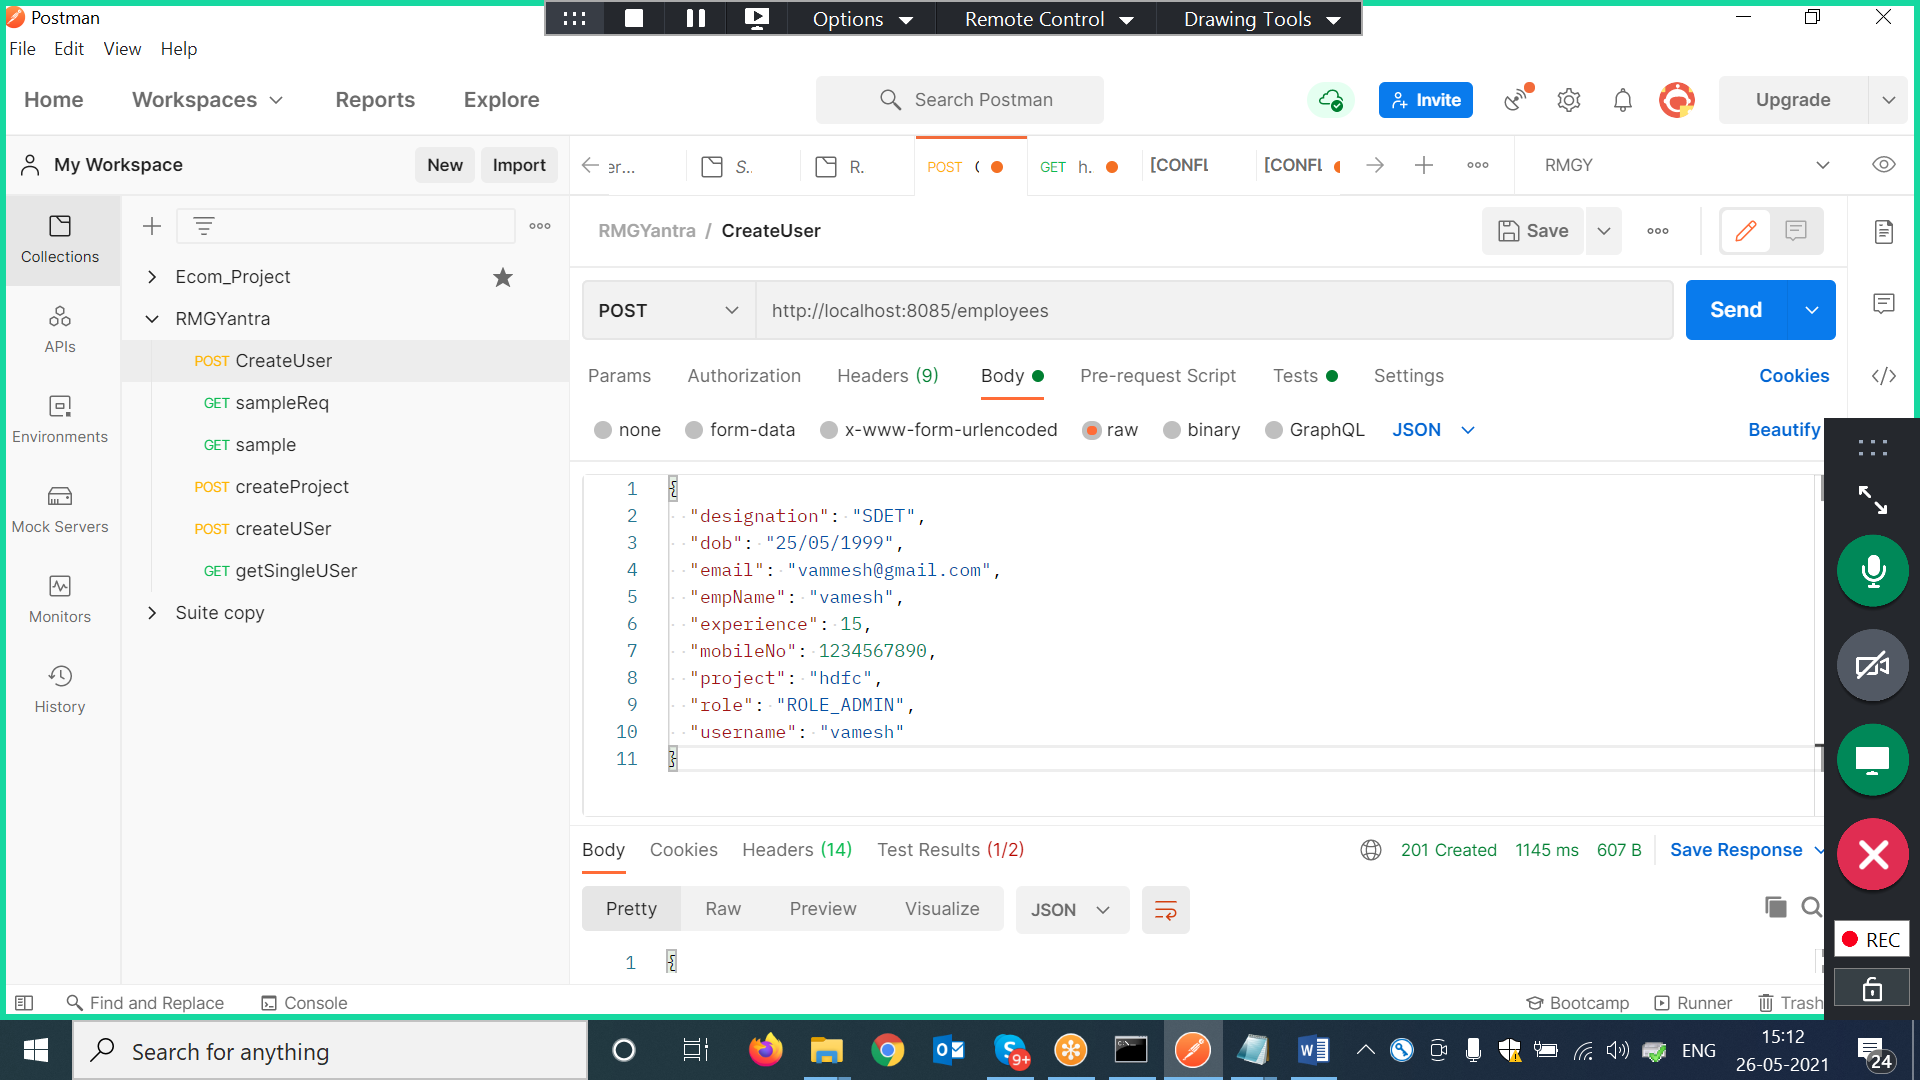 Postman
Options
Remote Control
Drawing Tools
File Edit View Help
Home Workspaces Reports Explore
Search Postman
Invite
Upgrade
My Workspace
New Import
er...
S.
R.
POST
GET h.
[CONFL
[CONFL
RMGY
Collections
APIs
Environments
Mock Servers
Monitors
History
Ecom_Project
RMGYantra
POST CreateUser
GET sampleReq
GET sample
POST createProject
POST createUSer
GET getSingleUSer
Suite copy
RMGYantra / CreateUser
Save
POST
http://localhost:8085/employees
Send
Params Authorization Headers (9) Body Pre-request Script Tests Settings
Cookies
none form-data x-www-form-urlencoded raw binary GraphQL JSON
Beautify
1 {
2 "designation": "SDET",
3 "dob": "25/05/1999",
4 "email": "vammesh@gmail.com",
5 "empName": "vamesh",
6 "experience": 15,
7 "mobileNo": 1234567890,
8 "project": "hdfc",
9 "role": "ROLE_ADMIN",
10 "username": "vamesh"
11 }
Body Cookies Headers (14) Test Results (1/2)
201 Created 1145 ms 607 B Save Response
Pretty Raw Preview Visualize JSON
1 {
REC
Find and Replace Console
Bootcamp Runner Trash
Search for anything
9+
ENG
15:12
26-05-2021
24